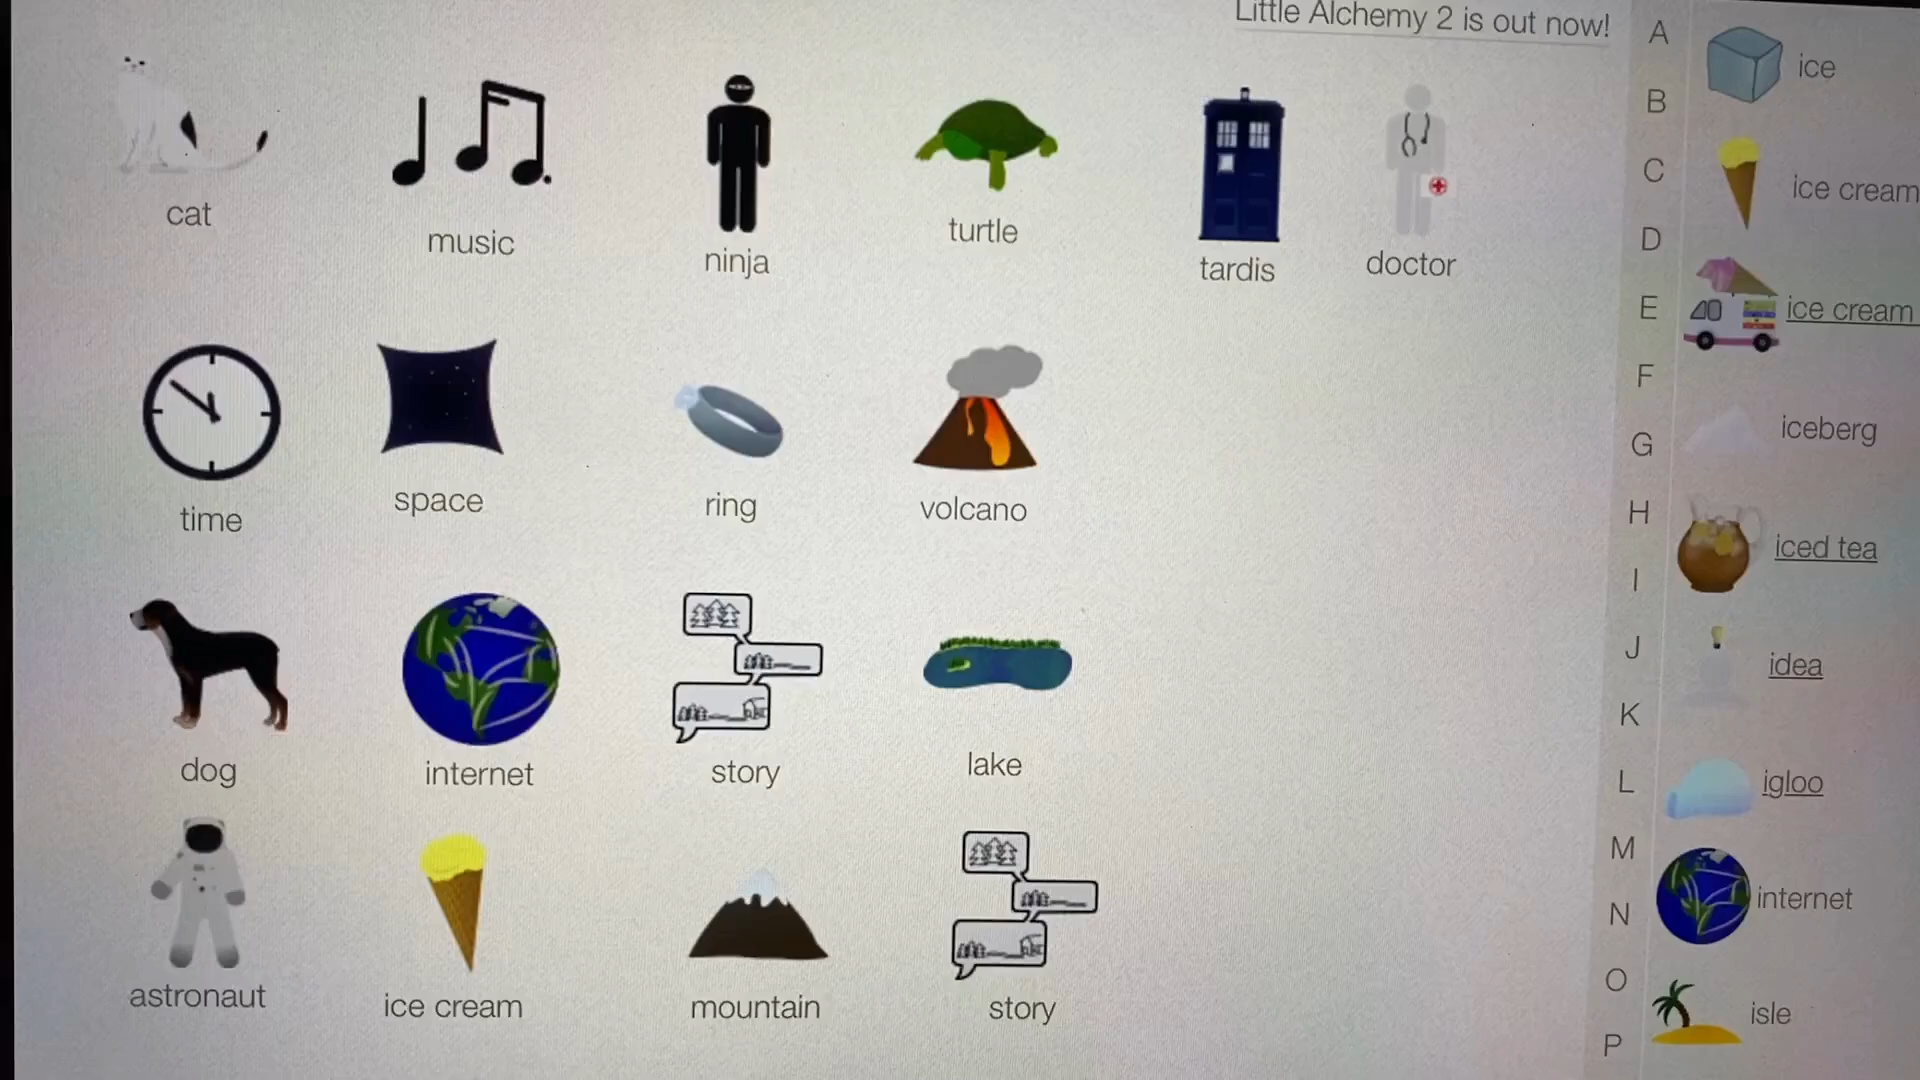 Little Alchemy 2 is out now!
cat
music
ninja
turtle
tardis
doctor
time
space
ring
volcano
dog
internet
story
lake
astronaut
ice cream
mountain
story
A
B
C
D
E
F
G
H
I
J
K
L
M
N
O
P
ice
ice cream
ice cream
iceberg
iced tea
idea
igloo
internet
isle